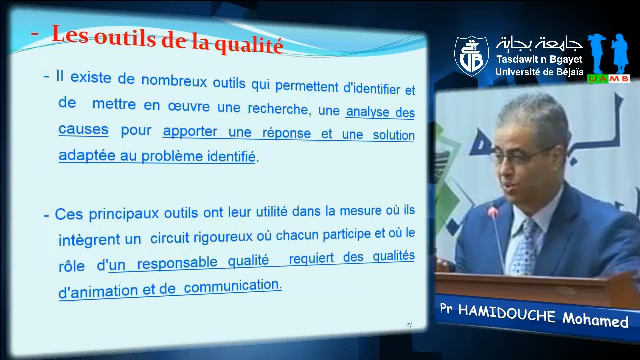 - Les outils de la qualité
- Il existe de nombreux outils qui permettent d'identifier et
de mettre en œuvre une recherche, une analyse des
causes pour apporter une réponse et une solution
adaptée au problème identifié.
- Ces principaux outils ont leur utilité dans la mesure où ils
intègrent un circuit rigoureux où chacun participe et où le
rôle d'un responsable qualité requiert des qualités
d'animation et de communication.
27
جامعة بجاية
Tasdawit n Bgayet
Université de Béjaïa
UAMB
Pr HAMIDOUCHE Mohamed